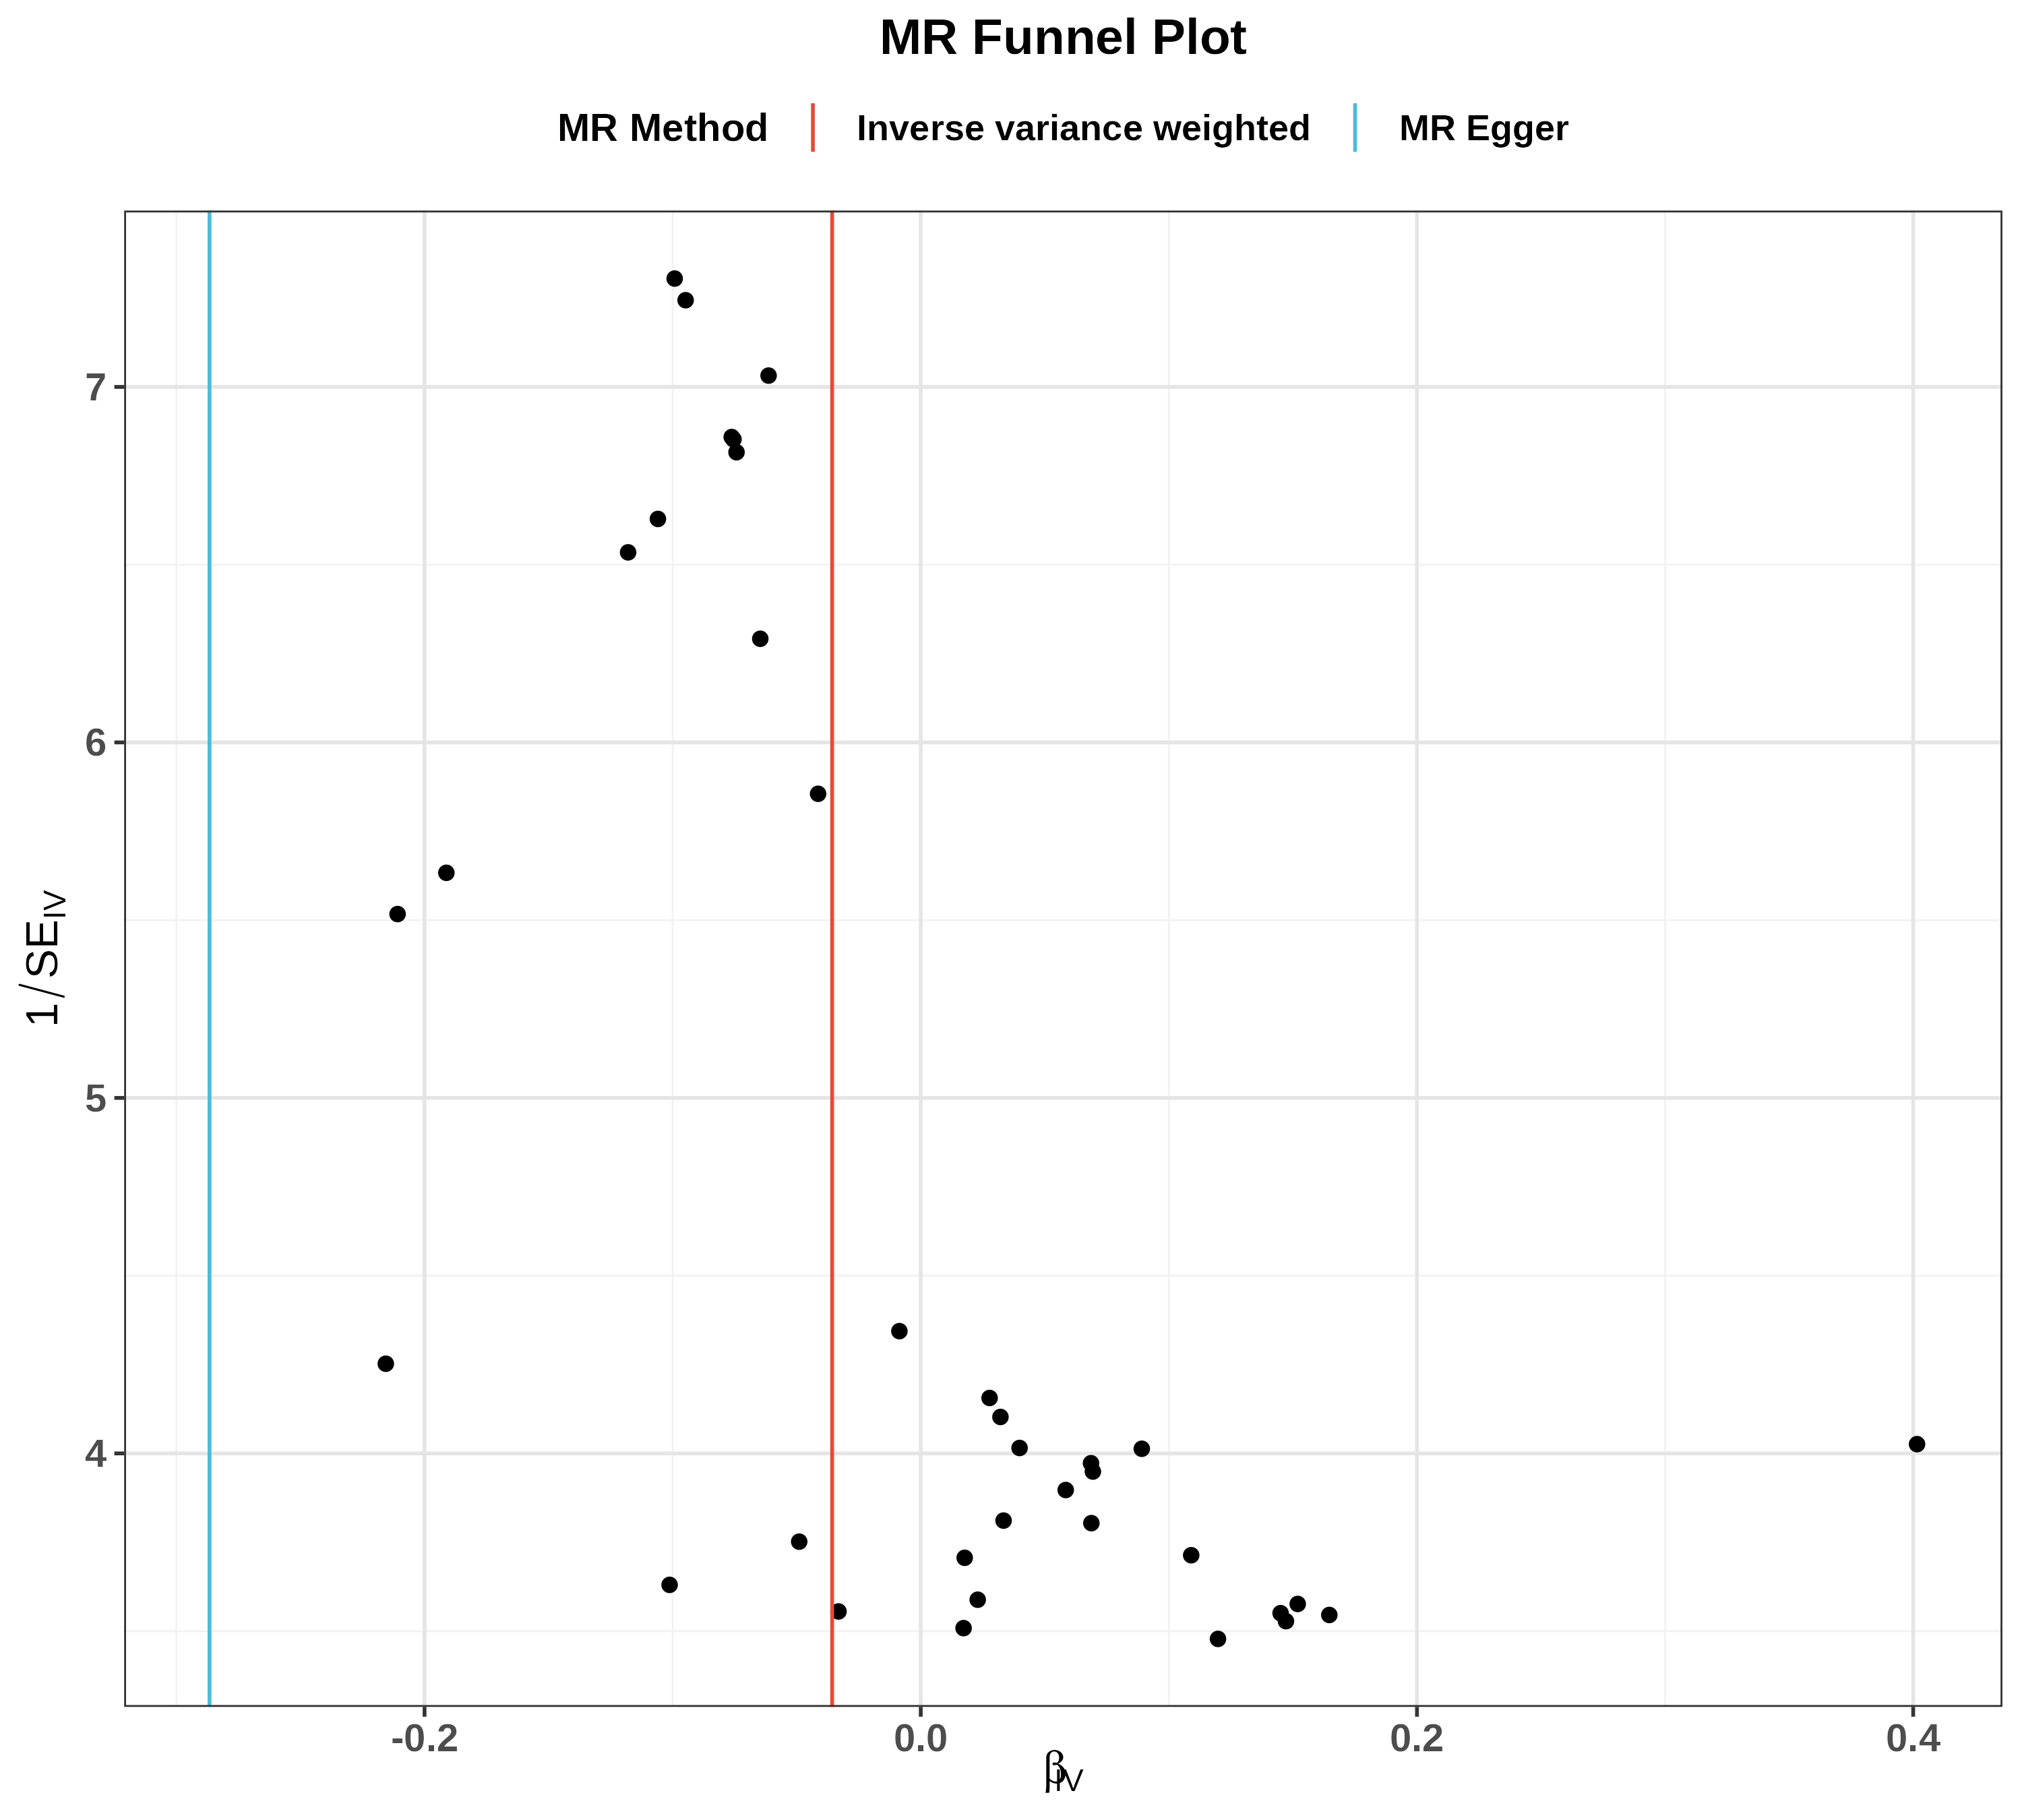 MR Funnel Plot
MR Method Inverse variance weighted MR Egger
7
6
5
4
1 / SE_IV
-0.2 0.0 0.2 0.4
β_IV